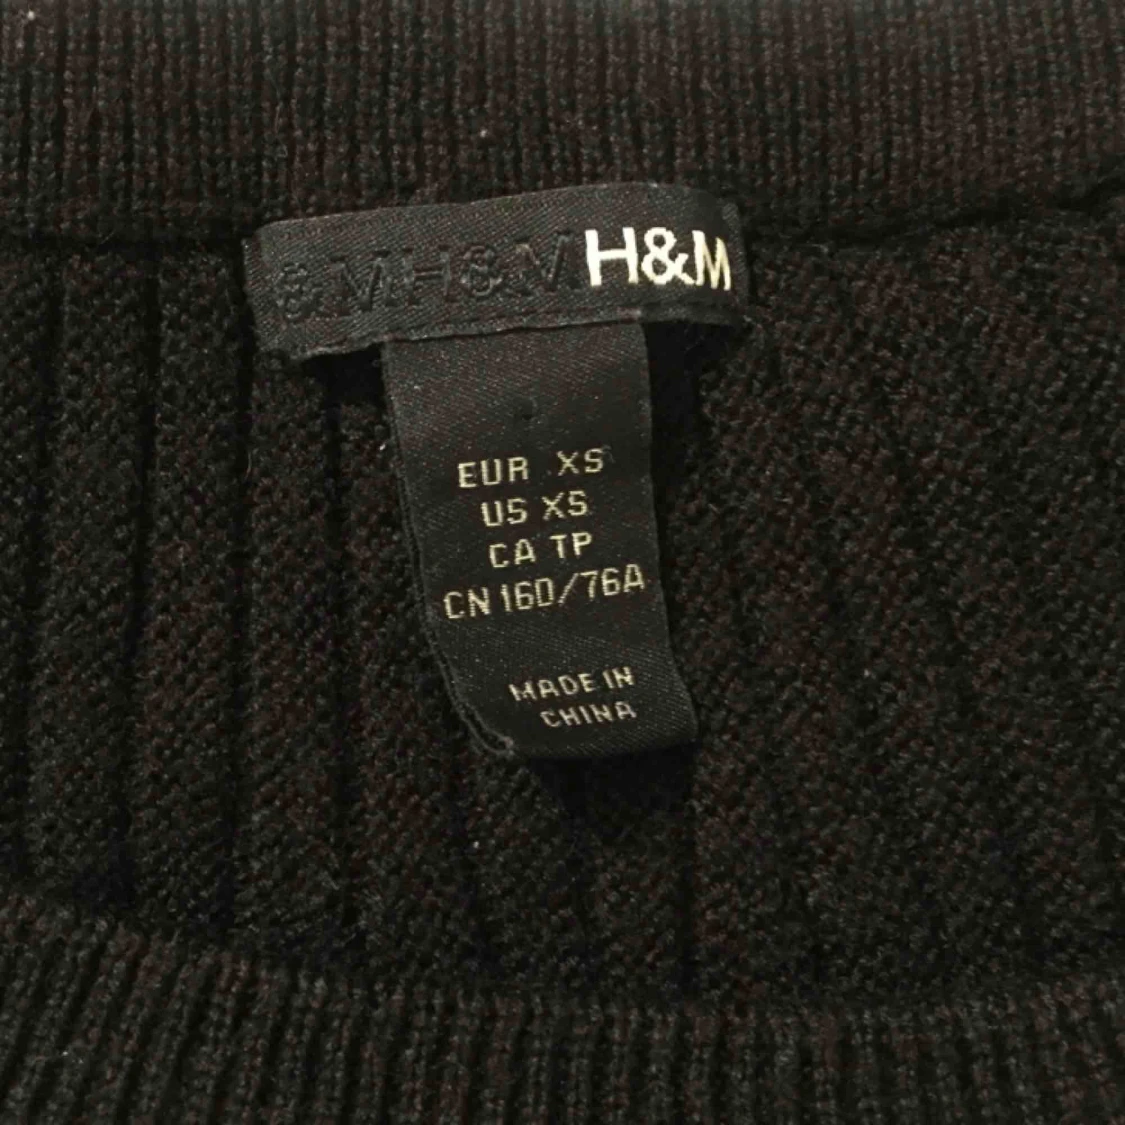 & M H & M H&M
EUR XS
US XS
CA TP
CN 160/76A
MADE IN
CHINA